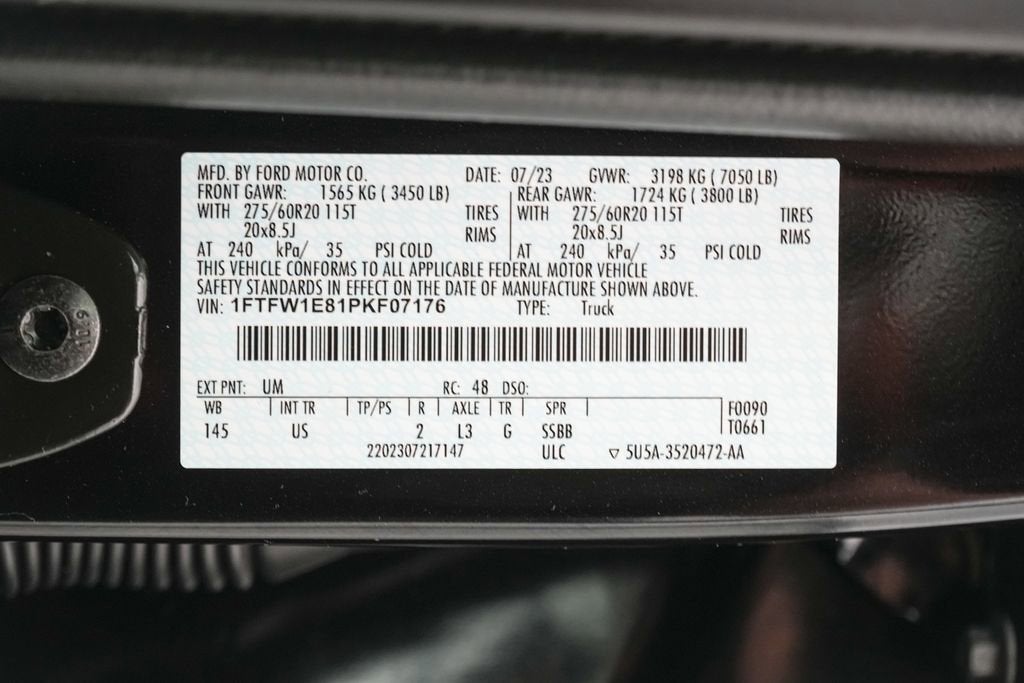 MFD. BY FORD MOTOR CO. DATE: 07/23 GVWR: 3198 KG ( 7050 LB)
FRONT GAWR: 1565 KG ( 3450 LB) REAR GAWR: 1724 KG ( 3800 LB)
WITH 275/60R20 115T TIRES WITH 275/60R20 115T TIRES
20x8.5J RIMS 20x8.5J RIMS
AT 240 kPa/ 35 PSI COLD AT 240 kPa/ 35 PSI COLD
THIS VEHICLE CONFORMS TO ALL APPLICABLE FEDERAL MOTOR VEHICLE
SAFETY STANDARDS IN EFFECT ON THE DATE OF MANUFACTURE SHOWN ABOVE.
VIN: 1FTFW1E81PKF07176 TYPE: Truck
EXT PNT: UM RC: 48 DSO:
WB INT TR TP/PS R AXLE TR SPR F0090
145 US 2 L3 G SSBB T0661
2202307217147 ULC ▽ 5U5A-3520472-AA